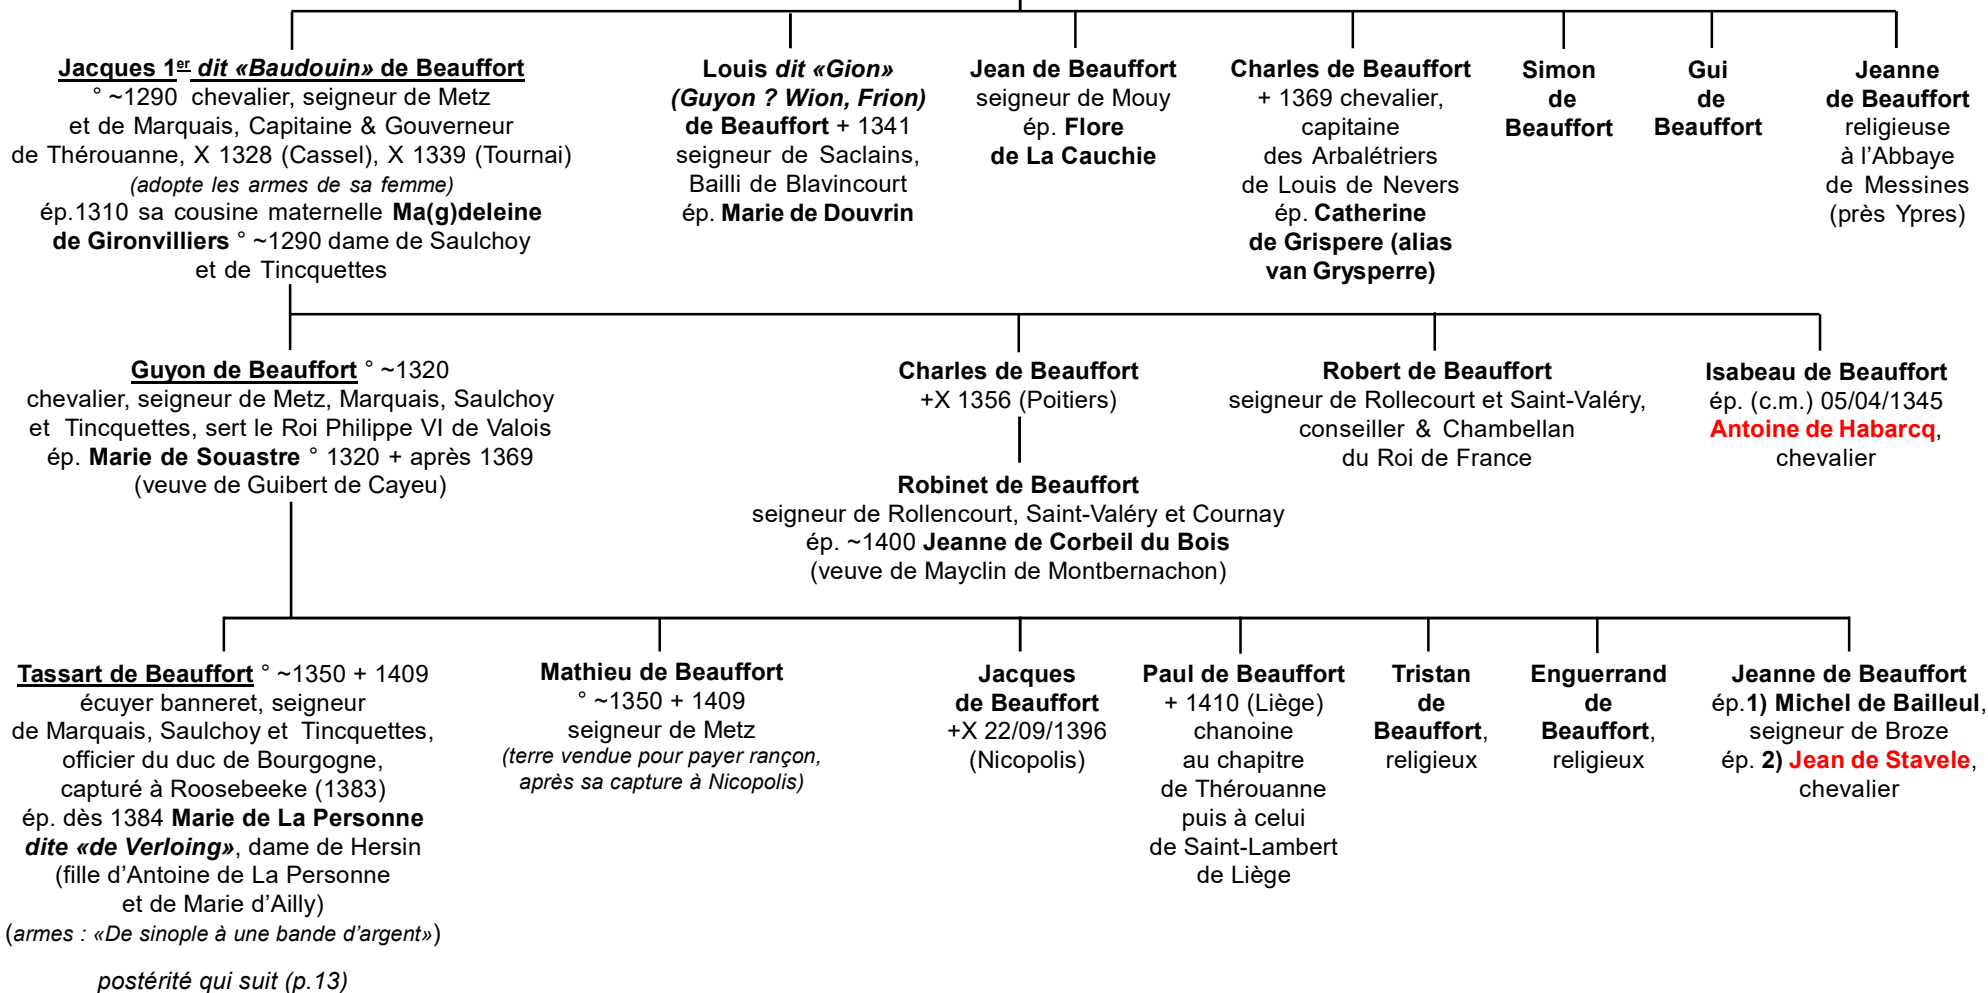 Jacques 1er dit «Baudouin» de Beauffort
° ~1290 chevalier, seigneur de Metz
et de Marquais, Capitaine & Gouverneur
de Thérouanne, X 1328 (Cassel), X 1339 (Tournai)
(adopte les armes de sa femme)
ép.1310 sa cousine maternelle Ma(g)deleine
de Gironvilliers ° ~1290 dame de Saulchoy
et de Tincquettes
Louis dit «Gion»
(Guyon ? Wion, Frion)
de Beauffort + 1341
seigneur de Saclains,
Bailli de Blavincourt
ép. Marie de Douvrin
Jean de Beauffort
seigneur de Mouy
ép. Flore
de La Cauchie
Charles de Beauffort
+ 1369 chevalier,
capitaine
des Arbalétriers
de Louis de Nevers
ép. Catherine
de Grispere (alias
van Grysperre)
Simon
de
Beauffort
Gui
de
Beauffort
Jeanne
de Beauffort
religieuse
à l'Abbaye
de Messines
(près Ypres)
Guyon de Beauffort ° ~1320
chevalier, seigneur de Metz, Marquais, Saulchoy
et Tincquettes, sert le Roi Philippe VI de Valois
ép. Marie de Souastre ° 1320 + après 1369
(veuve de Guibert de Cayeu)
Charles de Beauffort
+X 1356 (Poitiers)
Robert de Beauffort
seigneur de Rollecourt et Saint-Valéry,
conseiller & Chambellan
du Roi de France
Isabeau de Beauffort
ép. (c.m.) 05/04/1345
Antoine de Habarcq,
chevalier
Robinet de Beauffort
seigneur de Rollencourt, Saint-Valéry et Cournay
ép. ~1400 Jeanne de Corbeil du Bois
(veuve de Mayclin de Montbernachon)
Tassart de Beauffort ° ~1350 + 1409
écuyer banneret, seigneur
de Marquais, Saulchoy et Tincquettes,
officier du duc de Bourgogne,
capturé à Roosebeeke (1383)
ép. dès 1384 Marie de La Personne
dite «de Verloing», dame de Hersin
(fille d'Antoine de La Personne
et de Marie d'Ailly)
(armes : «De sinople à une bande d'argent»)
postérité qui suit (p.13)
Mathieu de Beauffort
° ~1350 + 1409
seigneur de Metz
(terre vendue pour payer rançon,
après sa capture à Nicopolis)
Jacques
de Beauffort
+X 22/09/1396
(Nicopolis)
Paul de Beauffort
+ 1410 (Liège)
chanoine
au chapitre
de Thérouanne
puis à celui
de Saint-Lambert
de Liège
Tristan
de
Beauffort,
religieux
Enguerrand
de
Beauffort,
religieux
Jeanne de Beauffort
ép.1) Michel de Bailleul,
seigneur de Broze
ép. 2) Jean de Stavele,
chevalier